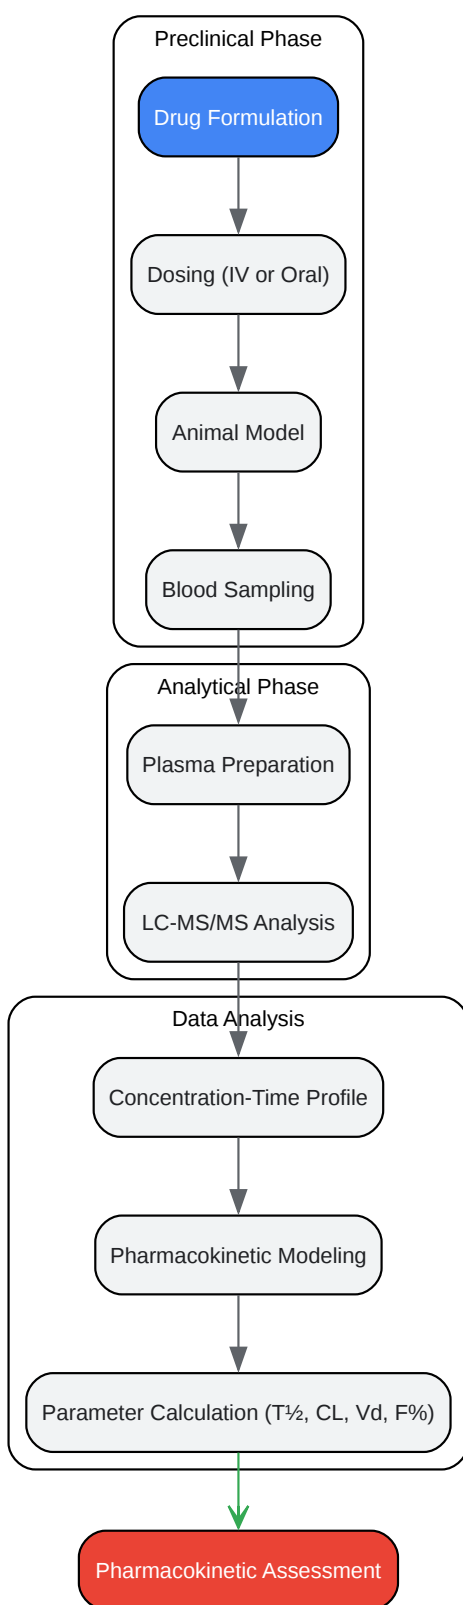 Preclinical Phase
Drug Formulation
Dosing (IV or Oral)
Animal Model
Blood Sampling
Analytical Phase
Plasma Preparation
LC-MS/MS Analysis
Data Analysis
Concentration-Time Profile
Pharmacokinetic Modeling
Parameter Calculation (T½, CL, Vd, F%)
Pharmacokinetic Assessment